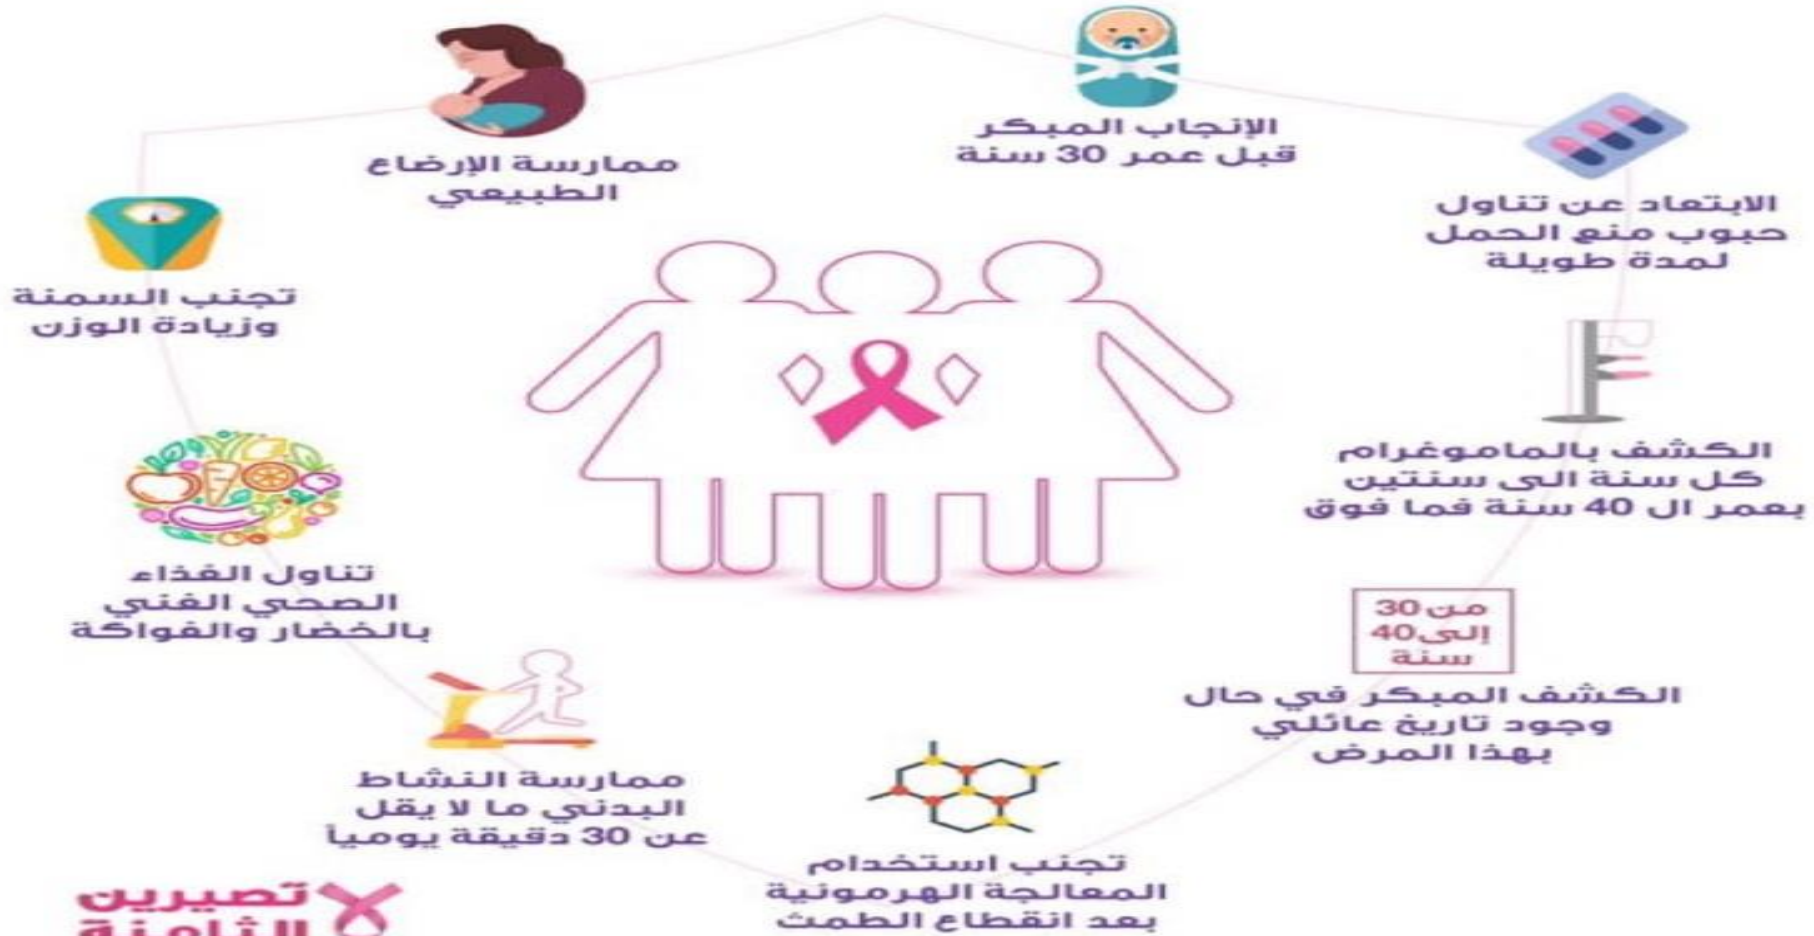 الإنجاب المبكر
قبل عمر 30 سنة
الابتعاد عن تناول
حبوب منع الحمل
لمدة طويلة
الكشف بالماموغرام
كل سنة الى سنتين
بعمر ال 40 سنة فما فوق
من 30
إلى 40
سنة
الكشف المبكر في حال
وجود تاريخ عائلي
بهذا المرض
تجنب استخدام
المعالجة الهرمونية
بعد انقطاع الطمث
ممارسة النشاط
البدني ما لا يقل
عن 30 دقيقة يومياً
تناول الغذاء
الصحي الغني
بالخضار والفواكة
تجنب السمنة
وزيادة الوزن
ممارسة الإرضاع
الطبيعي
تصيرين
الثامنة